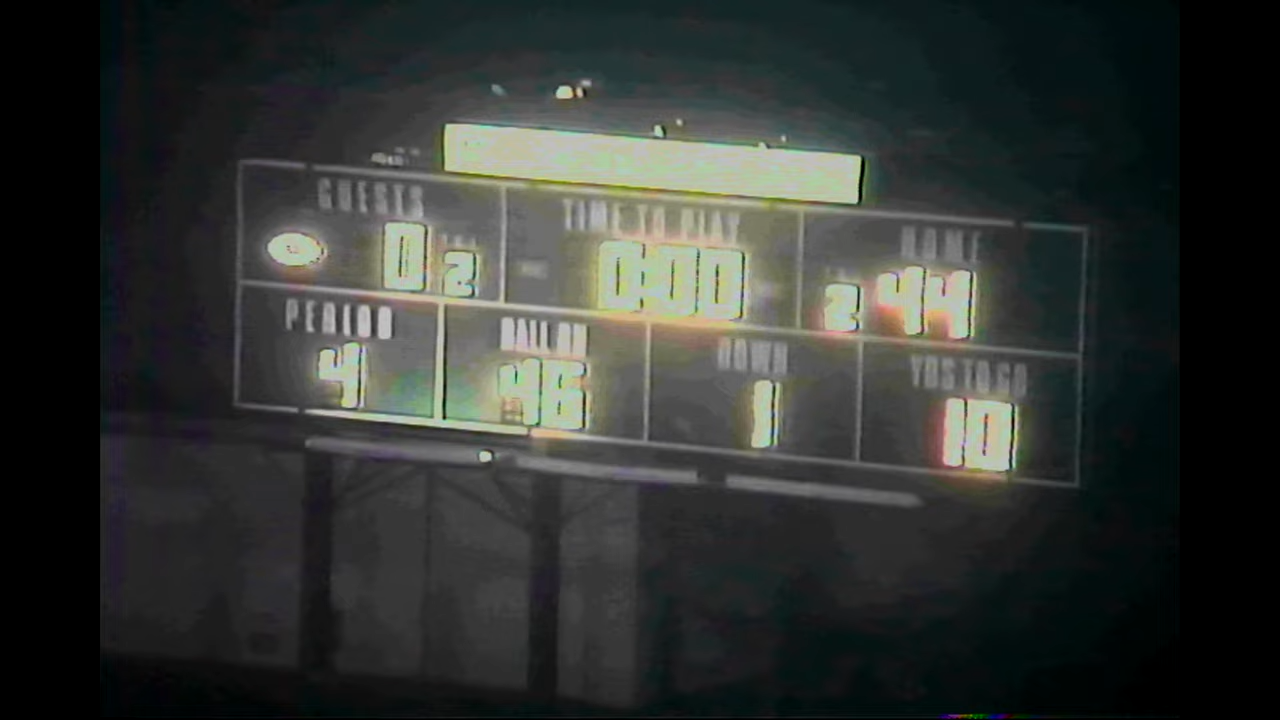 GUESTS TIME TO PLAY HOME
0 2 0:00 2 44
PERIOD BALL ON DOWN YDS TO GO
4 46 1 10